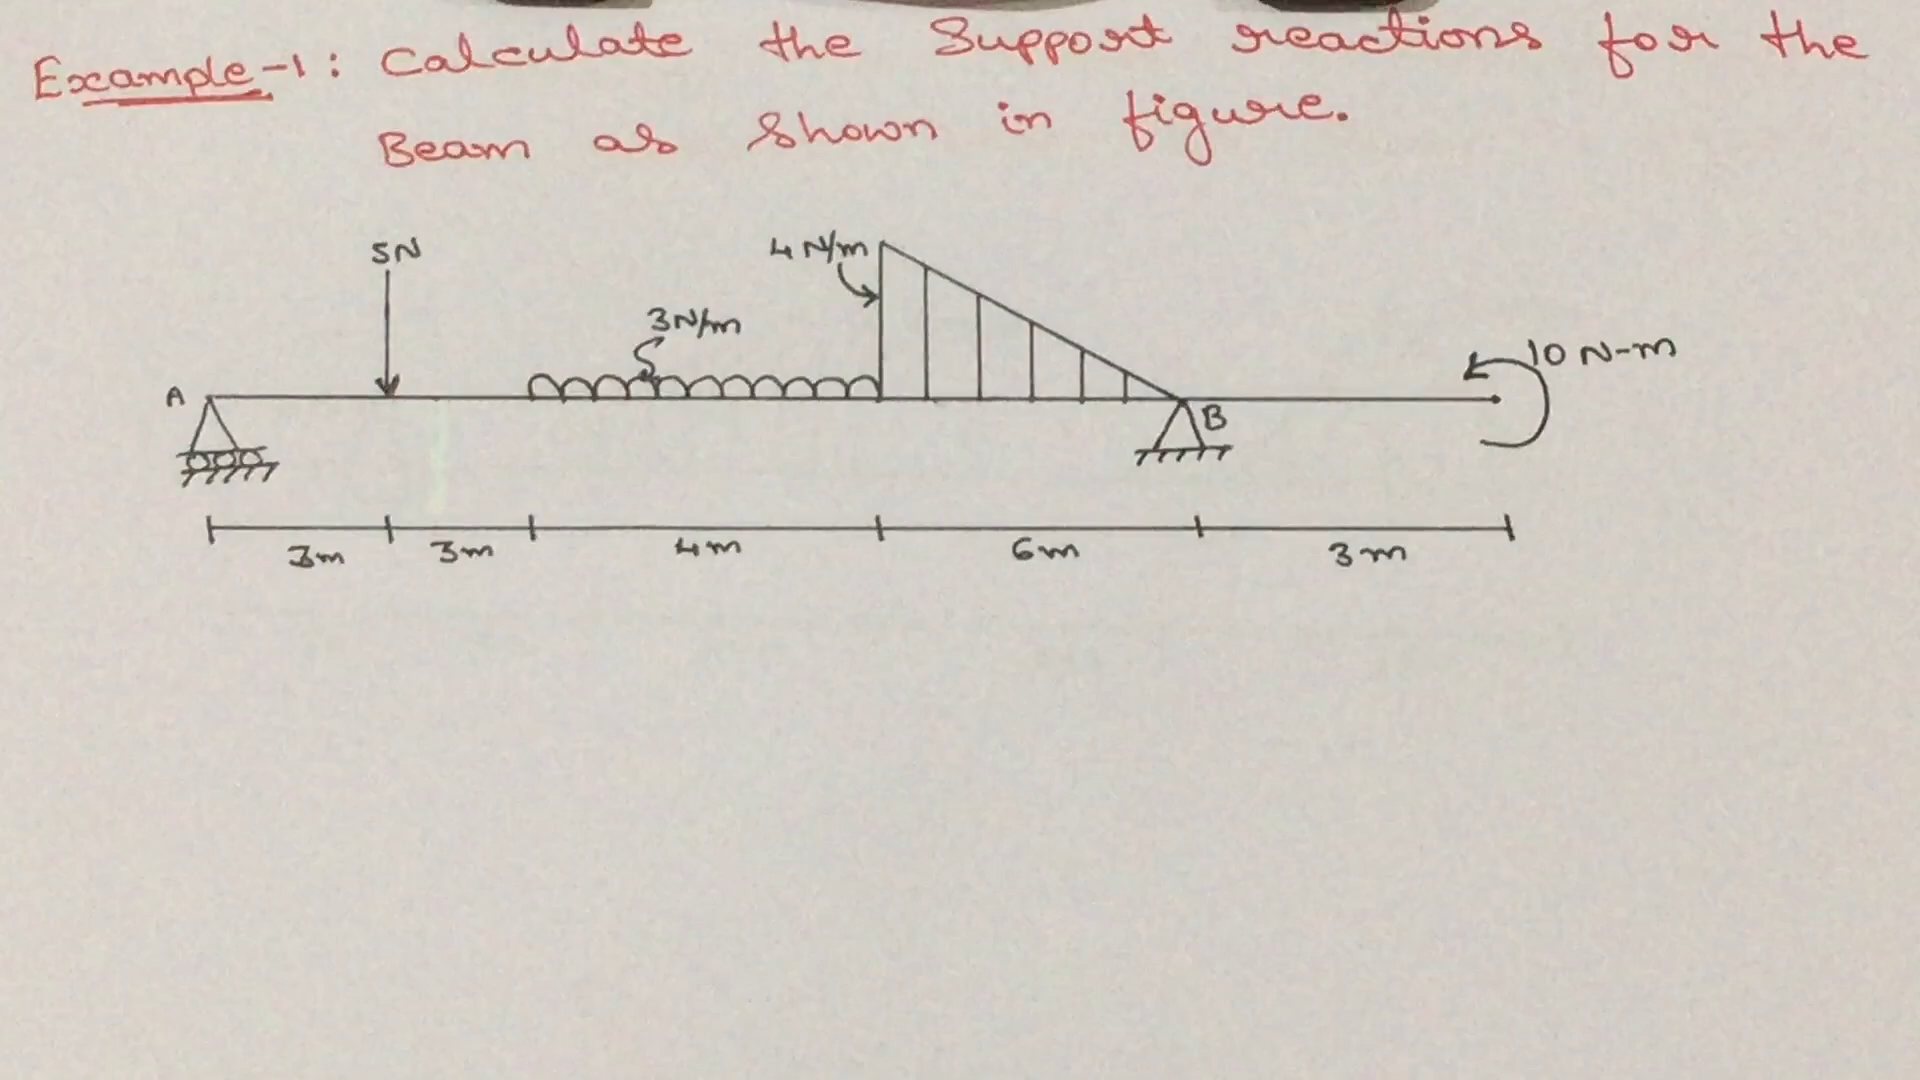 Example-1: Calculate the Support reactions for the
Beam as shown in figure.
5N
4 N/m
3N/m
10 N-m
A
B
3m 3m 4m 6m 3m